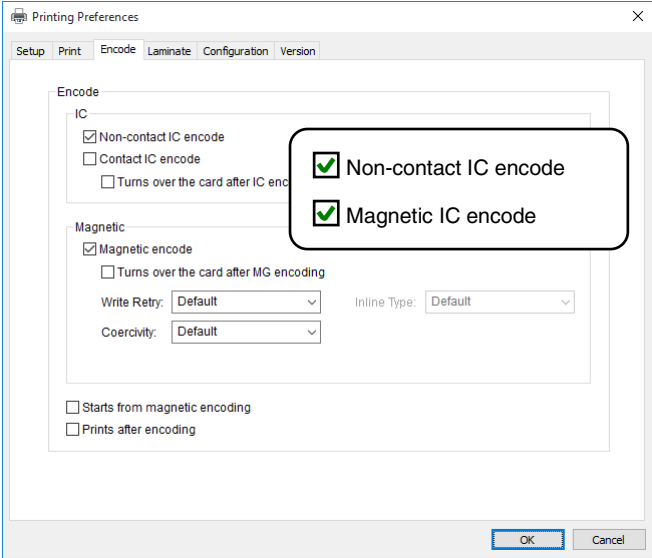 Printing Preferences
Setup Print Encode Laminate Configuration Version
Encode
IC
Non-contact IC encode
Contact IC encode
Turns over the card after IC enc
Non-contact IC encode
Magnetic IC encode
Magnetic
Magnetic encode
Turns over the card after MG encoding
Write Retry: Default Inline Type: Default
Coercivity: Default
Starts from magnetic encoding
Prints after encoding
OK Cancel